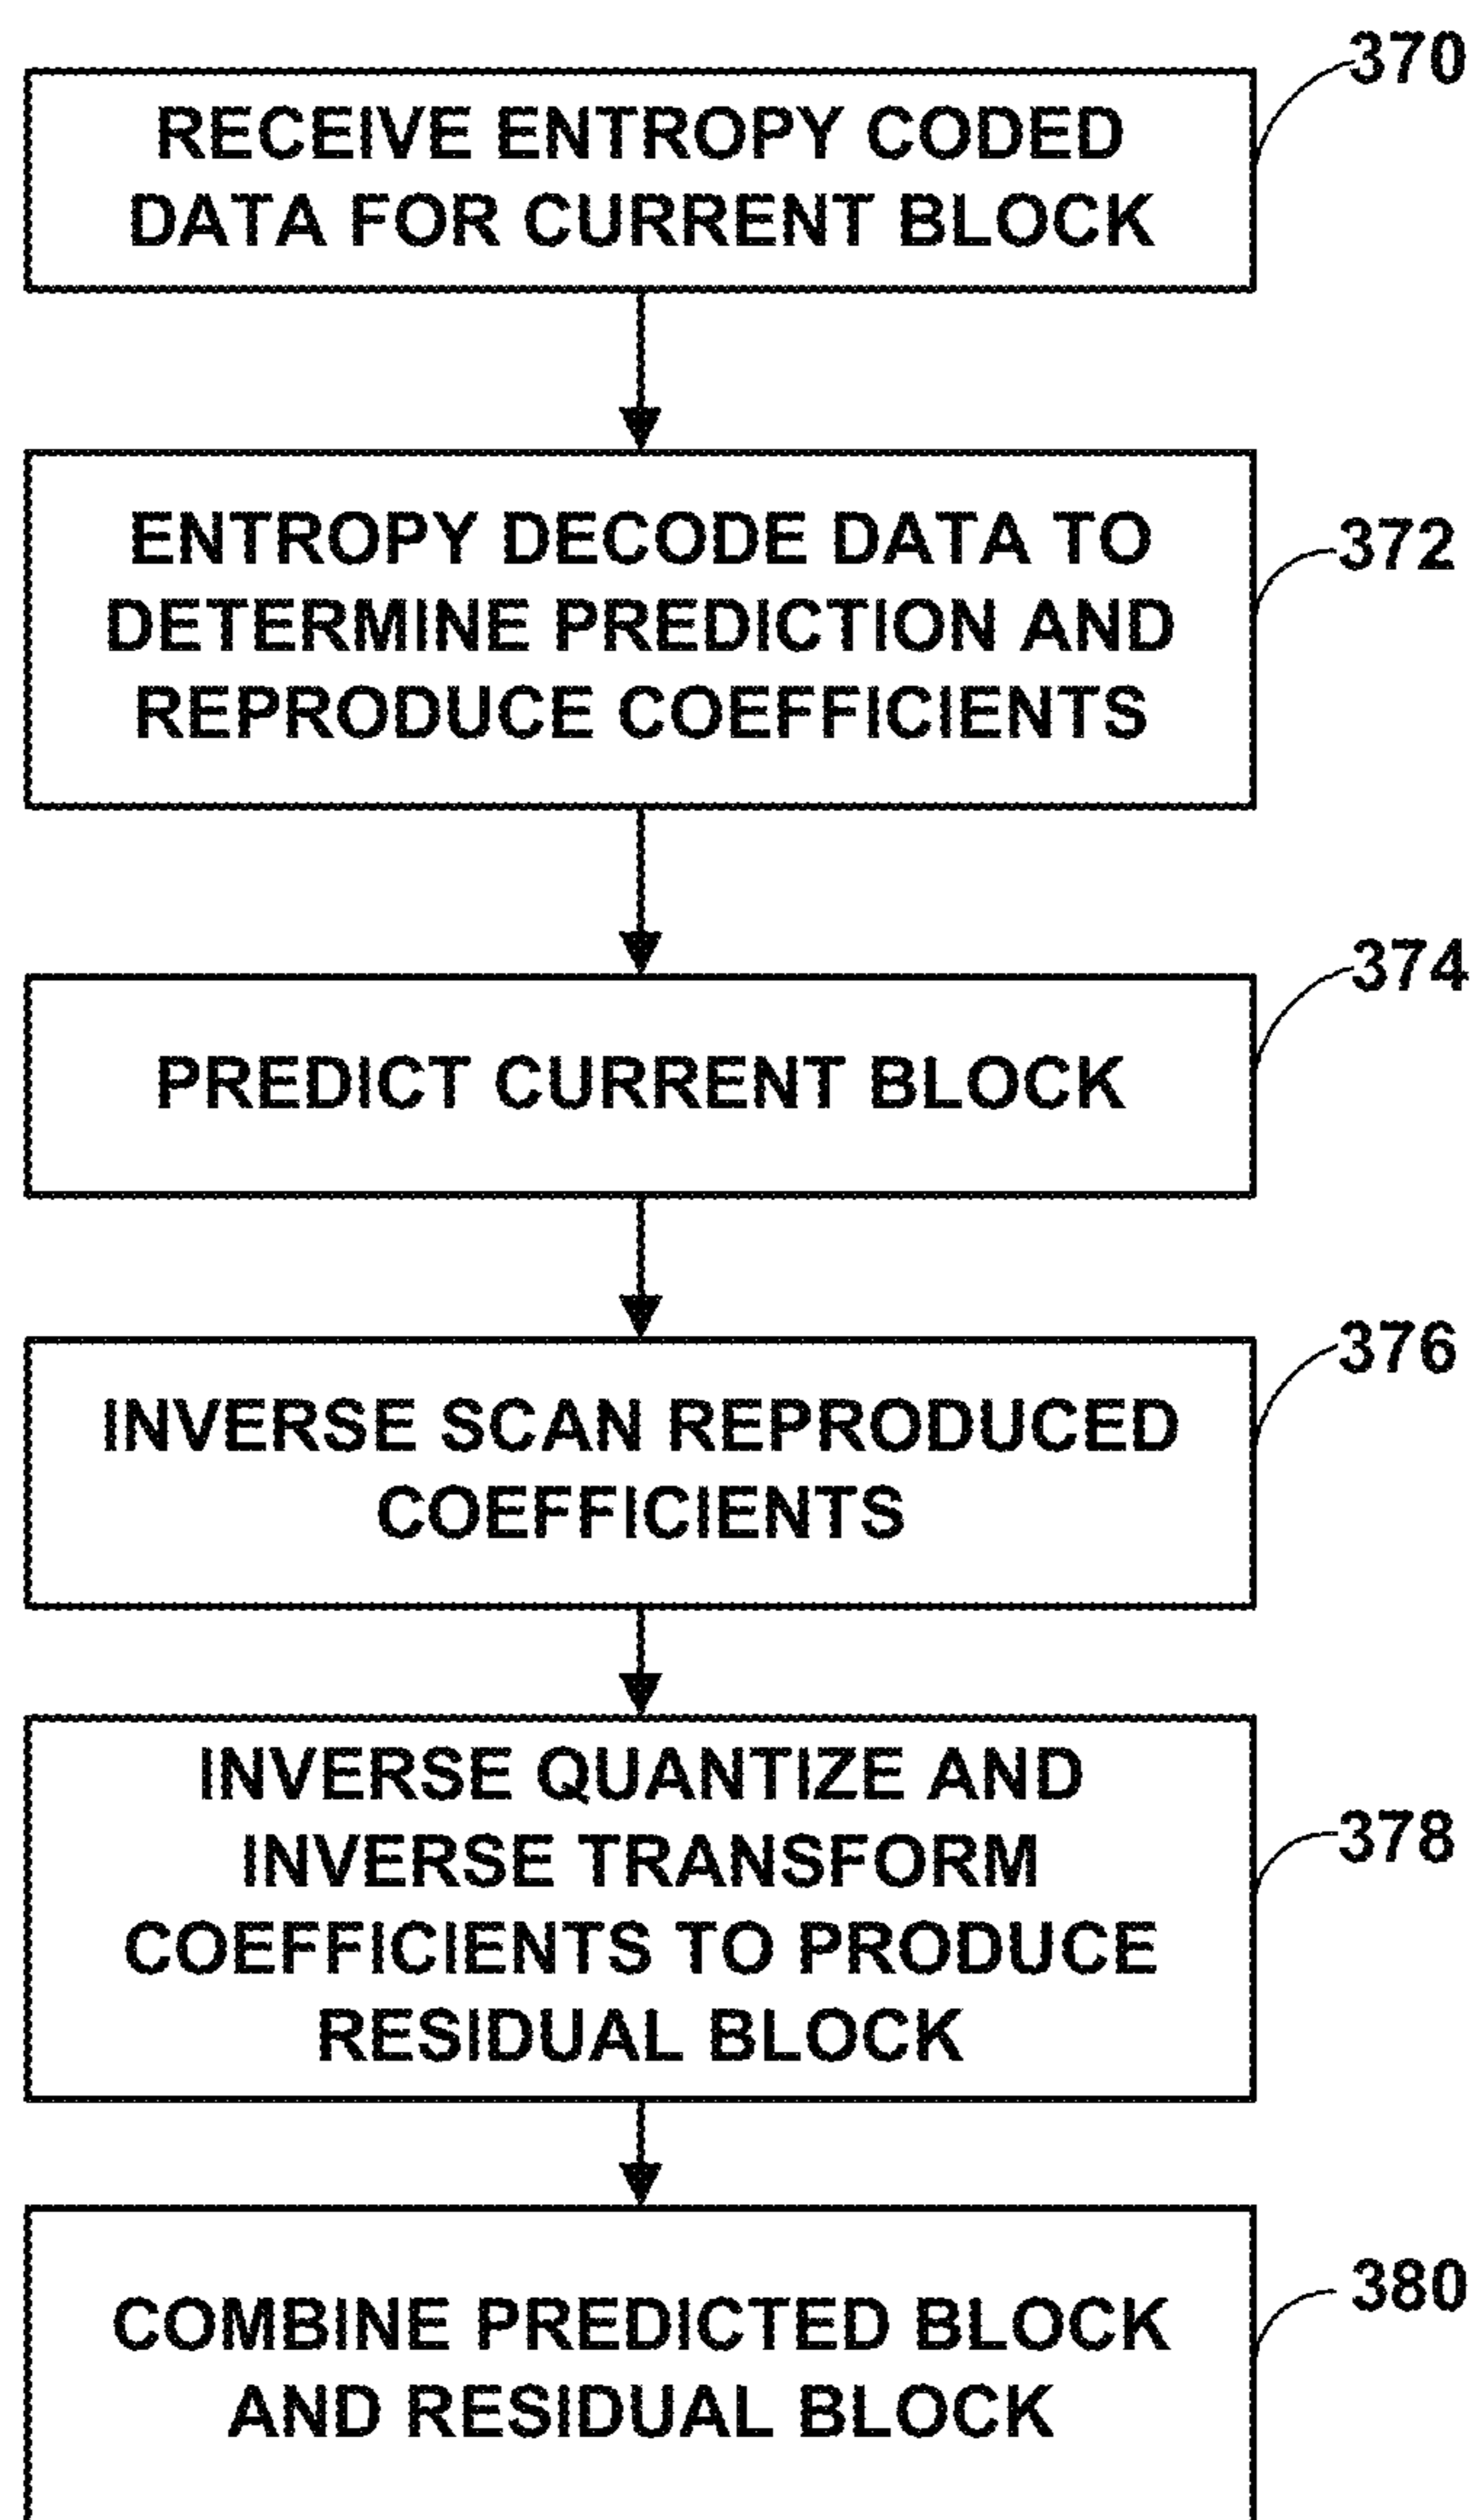 370
RECEIVE ENTROPY CODED
DATA FOR CURRENT BLOCK
372
ENTROPY DECODE DATA TO
DETERMINE PREDICTION AND
REPRODUCE COEFFICIENTS
374
PREDICT CURRENT BLOCK
376
INVERSE SCAN REPRODUCED
COEFFICIENTS
378
INVERSE QUANTIZE AND
INVERSE TRANSFORM
COEFFICIENTS TO PRODUCE
RESIDUAL BLOCK
380
COMBINE PREDICTED BLOCK
AND RESIDUAL BLOCK